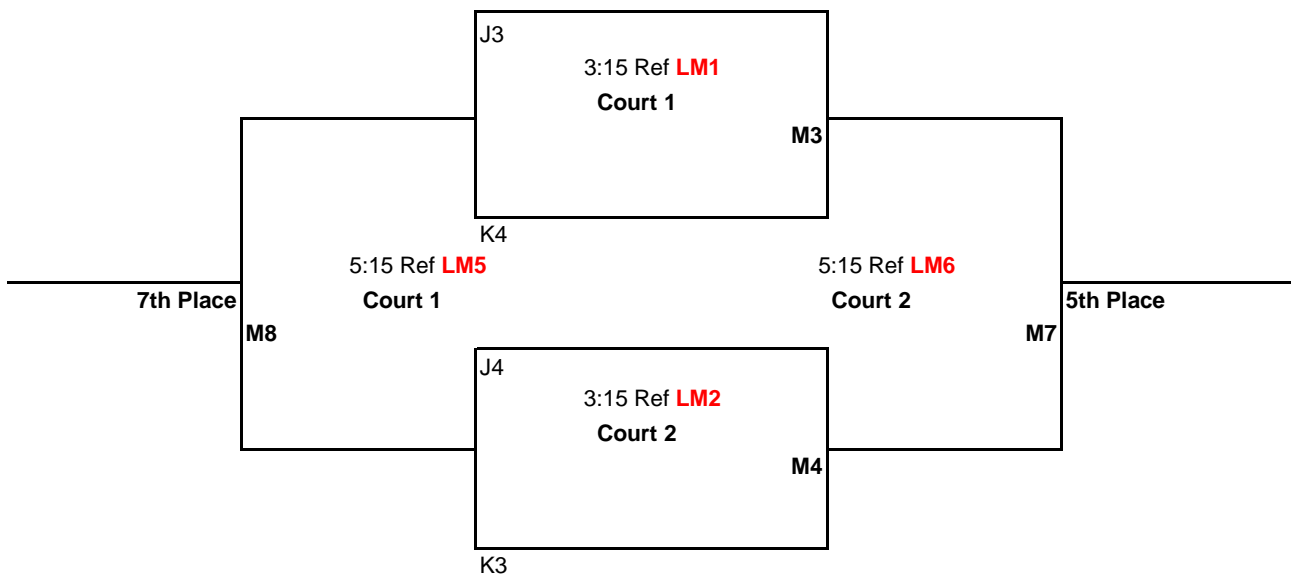 J3
3:15 Ref LM1
Court 1
M3
K4
5:15 Ref LM5
Court 1
5:15 Ref LM6
Court 2
7th Place
5th Place
M8
M7
J4
3:15 Ref LM2
Court 2
M4
K3